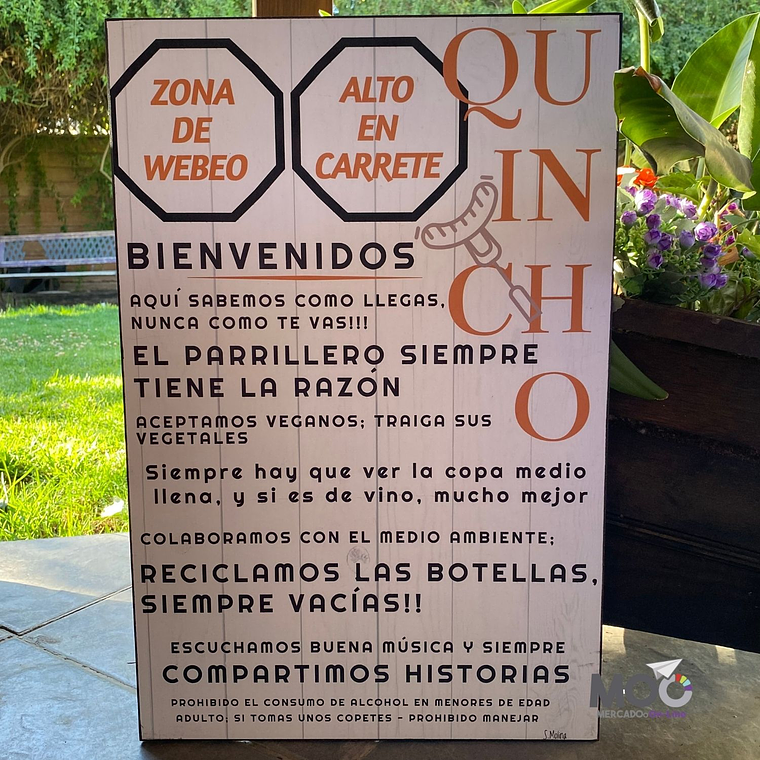 ZONA
DE
WEBEO
ALTO
EN
CARRETE
QU
IN
CH
O
BIENVENIDOS
AQUÍ SABEMOS COMO LLEGAS,
NUNCA COMO TE VAS!!!
EL PARRILLERO SIEMPRE
TIENE LA RAZÓN
ACEPTAMOS VEGANOS; TRAIGA SUS
VEGETALES
Siempre hay que ver la copa medio
llena, y si es de vino, mucho mejor
COLABORAMOS CON EL MEDIO AMBIENTE;
RECICLAMOS LAS BOTELLAS,
SIEMPRE VACÍAS!!
ESCUCHAMOS BUENA MÚSICA Y SIEMPRE
COMPARTIMOS HISTORIAS
PROHIBIDO EL CONSUMO DE ALCOHOL EN MENORES DE EDAD
ADULTO; SI TOMAS UNOS COPETES - PROHIBIDO MANEJAR
S.Molina
MOO